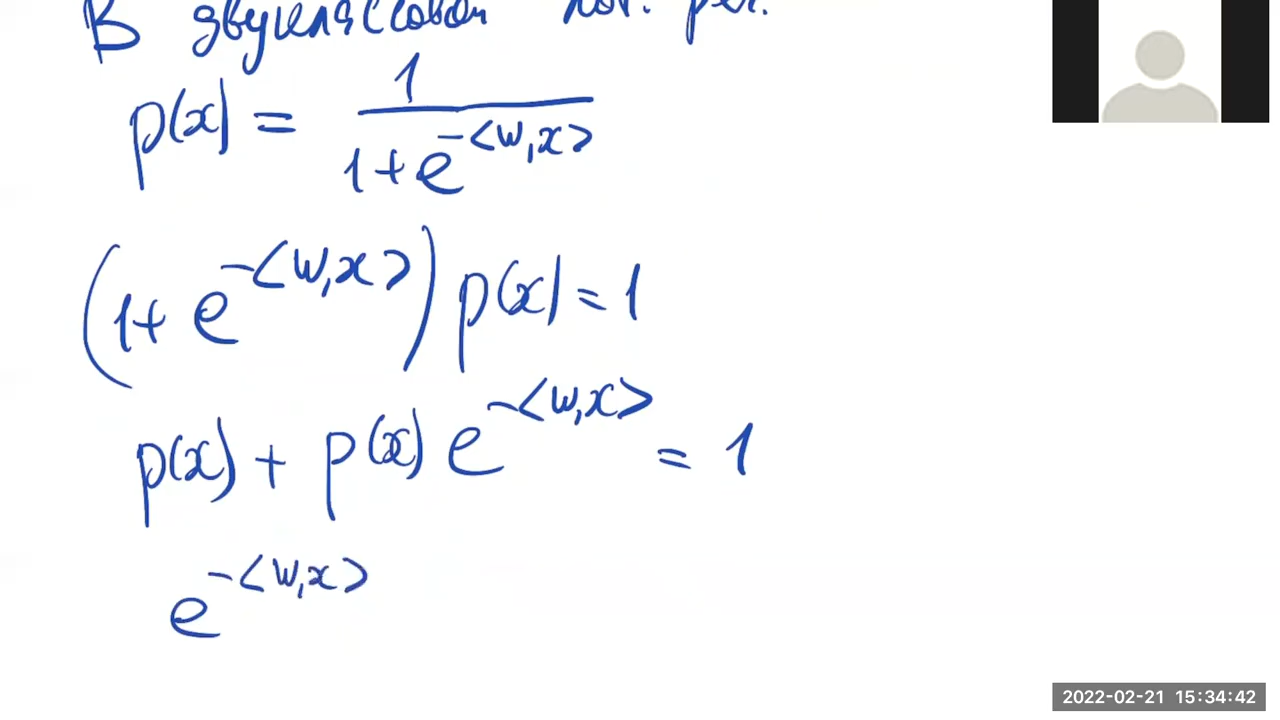 В двуклассовой лог. рег.
p(x) = 1 / (1+e^{-<w,x>})
(1+ e^{-<w,x>}) p(x) = 1
p(x) + p(x) e^{-<w,x>} = 1
e^{-<w,x>}
2022-02-21 15:34:42